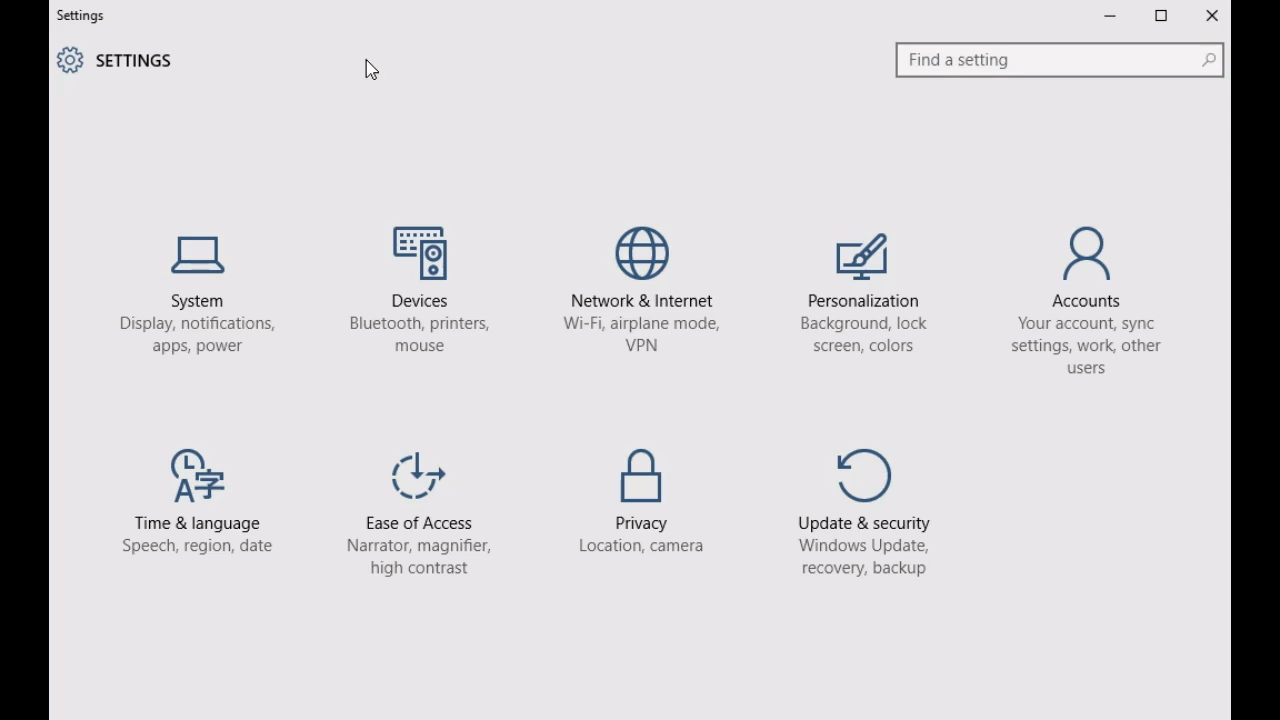 Settings
SETTINGS
Find a setting
System
Display, notifications,
apps, power
Devices
Bluetooth, printers,
mouse
Network & Internet
Wi-Fi, airplane mode,
VPN
Personalization
Background, lock
screen, colors
Accounts
Your account, sync
settings, work, other
users
A字
Time & language
Speech, region, date
Ease of Access
Narrator, magnifier,
high contrast
Privacy
Location, camera
Update & security
Windows Update,
recovery, backup